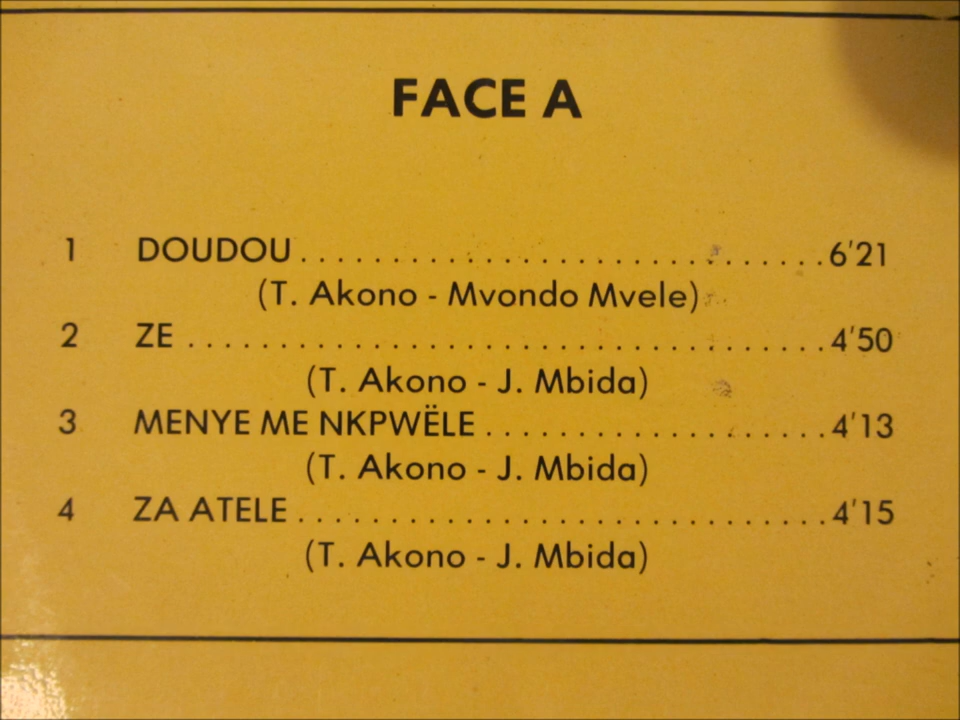 FACE A
1 DOUDOU.............................6'21
(T. Akono - Mvondo Mvele)
2 ZE ...................................4'50
(T. Akono - J. Mbida)
3 MENYE ME NKPWËLE ...................4'13
(T. Akono - J. Mbida)
4 ZA ATELE .............................4'15
(T. Akono - J. Mbida)